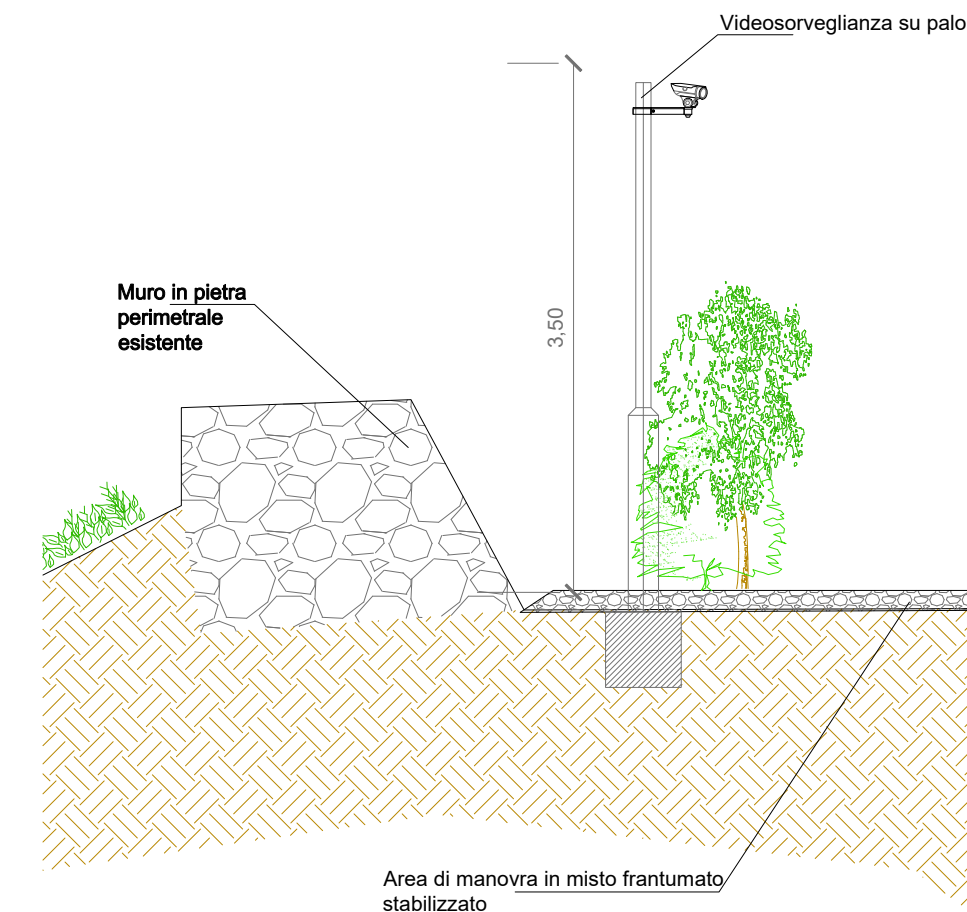 Videosorveglianza su palo
Muro in pietra
perimetrale
esistente
3,50
Area di manovra in misto frantumato
stabilizzato